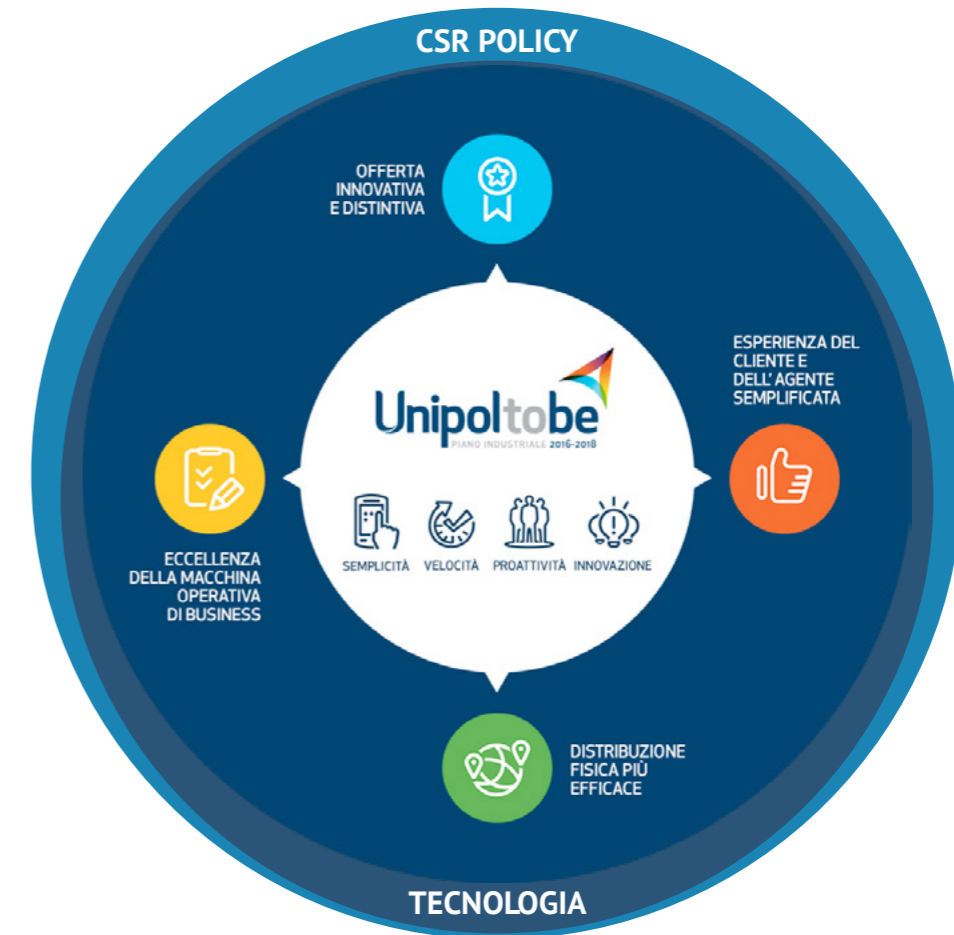 CSR POLICY
OFFERTA
INNOVATIVA
E DISTINTIVA
ESPERIENZA DEL
CLIENTE E
DELL' AGENTE
SEMPLIFICATA
Unipoltobe
PIANO INDUSTRIALE 2016-2018
SEMPLICITÀ VELOCITÀ PROATTIVITÀ INNOVAZIONE
ECCELLENZA
DELLA MACCHINA
OPERATIVA
DI BUSINESS
DISTRIBUZIONE
FISICA PIÙ
EFFICACE
TECNOLOGIA